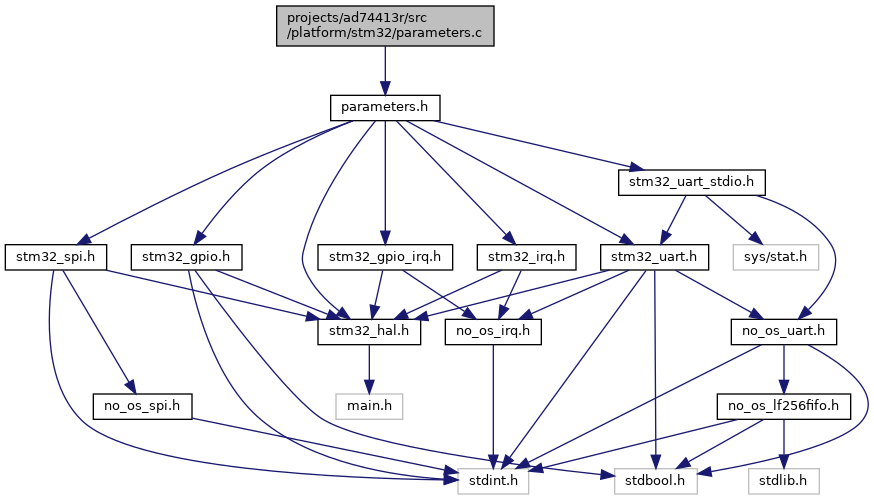 projects/ad74413r/src
/platform/stm32/parameters.c
parameters.h
stm32_uart_stdio.h
stm32_spi.h
stm32_gpio.h
stm32_gpio_irq.h
stm32_irq.h
stm32_uart.h
sys/stat.h
stm32_hal.h
no_os_irq.h
no_os_uart.h
no_os_spi.h
main.h
no_os_lf256fifo.h
stdint.h
stdbool.h
stdlib.h